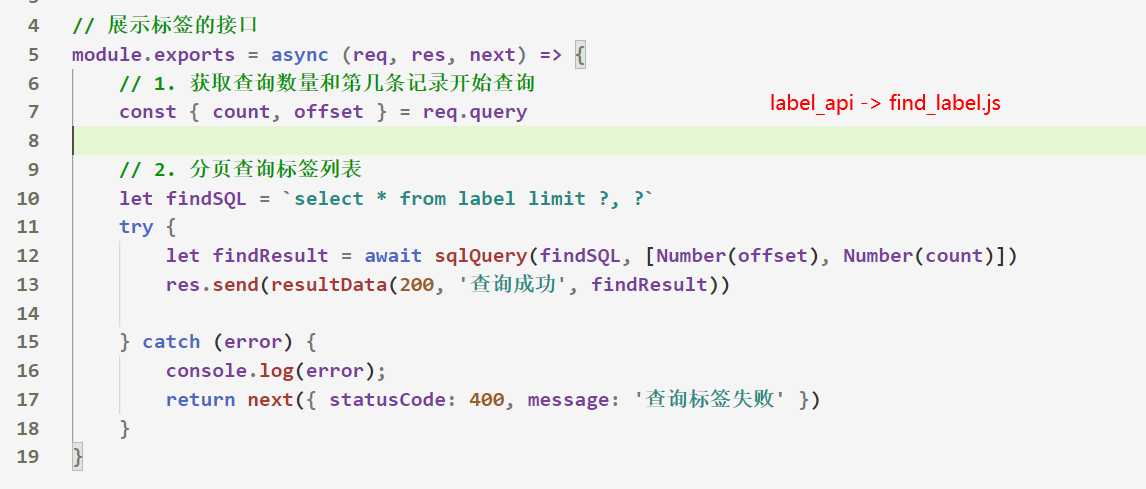 4 // 展示标签的接口
5 module.exports = async (req, res, next) => {
6 // 1. 获取查询数量和第几条记录开始查询
7 const { count, offset } = req.query
label_api -> find_label.js
8
9 // 2. 分页查询标签列表
10 let findSQL = `select * from label limit ?, ?`
11 try {
12 let findResult = await sqlQuery(findSQL, [Number(offset), Number(count)])
13 res.send(resultData(200, '查询成功', findResult))
14
15 } catch (error) {
16 console.log(error);
17 return next({ statusCode: 400, message: '查询标签失败' })
18 }
19 }